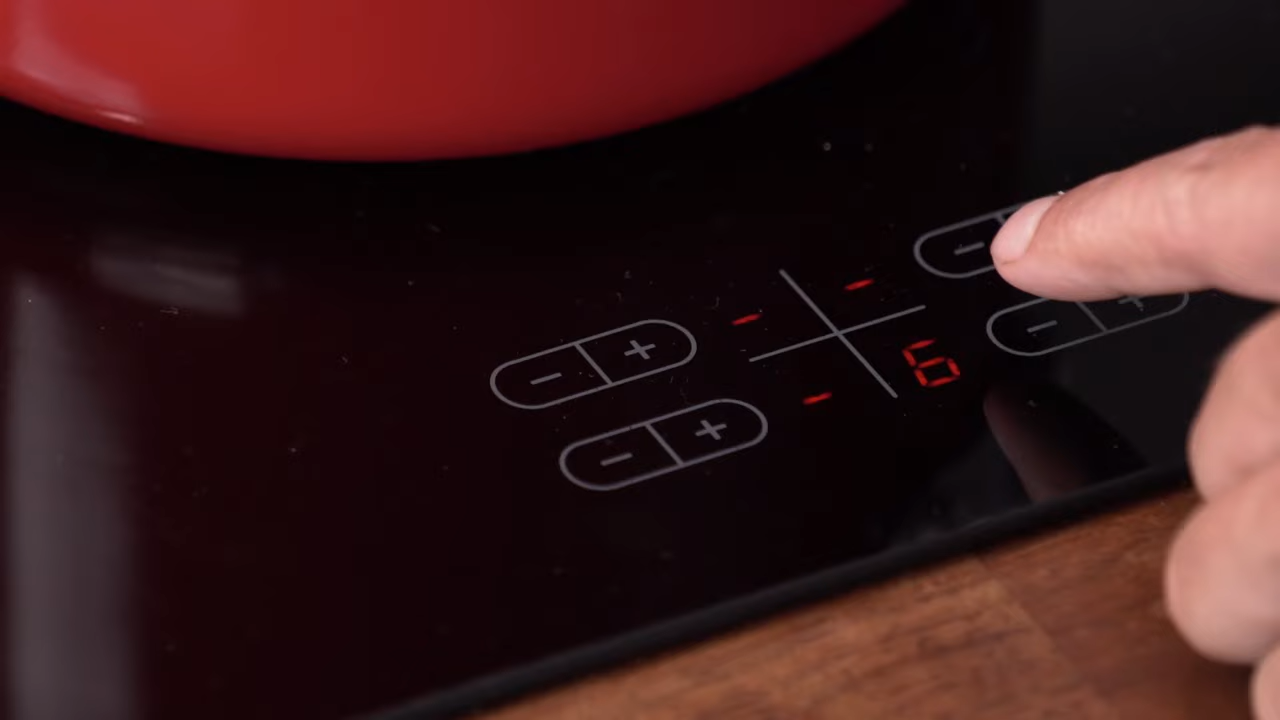 − + - - −
− + - 6 − +